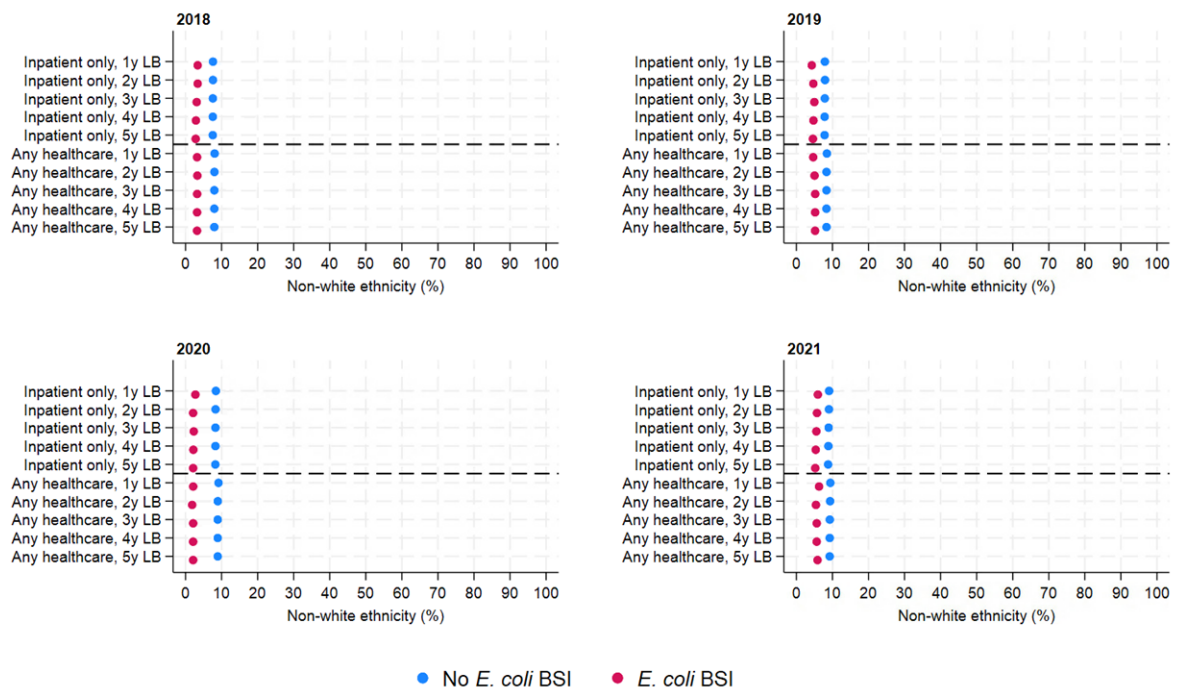 2018
Inpatient only, 1y LB
Inpatient only, 2y LB
Inpatient only, 3y LB
Inpatient only, 4y LB
Inpatient only, 5y LB
Any healthcare, 1y LB
Any healthcare, 2y LB
Any healthcare, 3y LB
Any healthcare, 4y LB
Any healthcare, 5y LB
0 10 20 30 40 50 60 70 80 90 100
Non-white ethnicity (%)
2019
Inpatient only, 1y LB
Inpatient only, 2y LB
Inpatient only, 3y LB
Inpatient only, 4y LB
Inpatient only, 5y LB
Any healthcare, 1y LB
Any healthcare, 2y LB
Any healthcare, 3y LB
Any healthcare, 4y LB
Any healthcare, 5y LB
0 10 20 30 40 50 60 70 80 90 100
Non-white ethnicity (%)
2020
Inpatient only, 1y LB
Inpatient only, 2y LB
Inpatient only, 3y LB
Inpatient only, 4y LB
Inpatient only, 5y LB
Any healthcare, 1y LB
Any healthcare, 2y LB
Any healthcare, 3y LB
Any healthcare, 4y LB
Any healthcare, 5y LB
0 10 20 30 40 50 60 70 80 90 100
Non-white ethnicity (%)
2021
Inpatient only, 1y LB
Inpatient only, 2y LB
Inpatient only, 3y LB
Inpatient only, 4y LB
Inpatient only, 5y LB
Any healthcare, 1y LB
Any healthcare, 2y LB
Any healthcare, 3y LB
Any healthcare, 4y LB
Any healthcare, 5y LB
0 10 20 30 40 50 60 70 80 90 100
Non-white ethnicity (%)
No E. coli BSI E. coli BSI